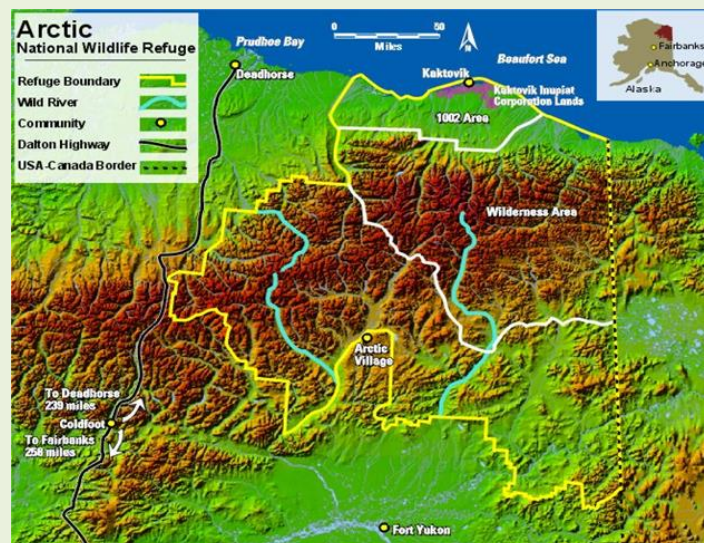 Arctic
National Wildlife Refuge
Refuge Boundary
Wild River
Community
Dalton Highway
USA-Canada Border
Prudhoe Bay
Deadhorse
0 50
Miles
N
Beaufort Sea
Kaktovik
Kaktovik Inupiat
Corporation Lands
1002 Area
Fairbanks
Anchorage
Alaska
Wilderness Area
Arctic
Village
To Deadhorse
239 miles
Coldfoot
To Fairbanks
258 miles
Fort Yukon